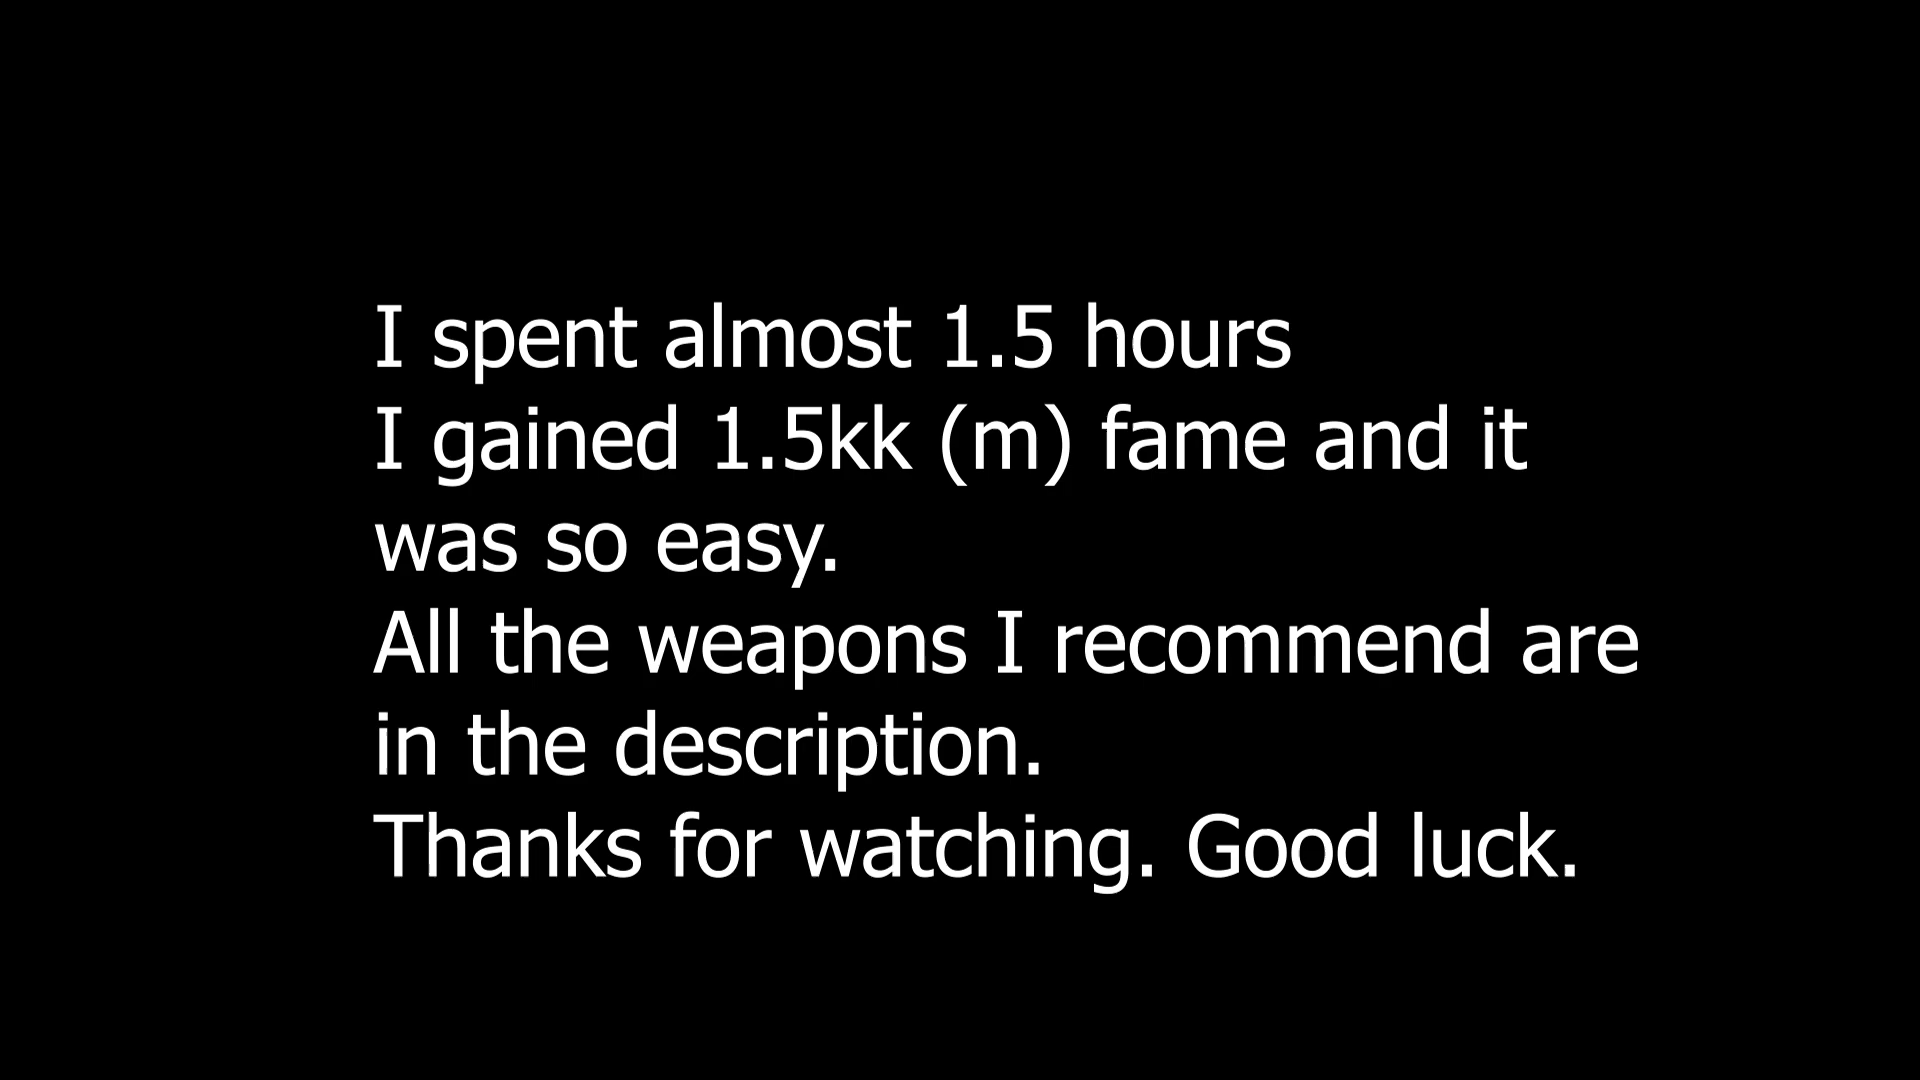 I spent almost 1.5 hours
I gained 1.5kk (m) fame and it
was so easy.
All the weapons I recommend are
in the description.
Thanks for watching. Good luck.